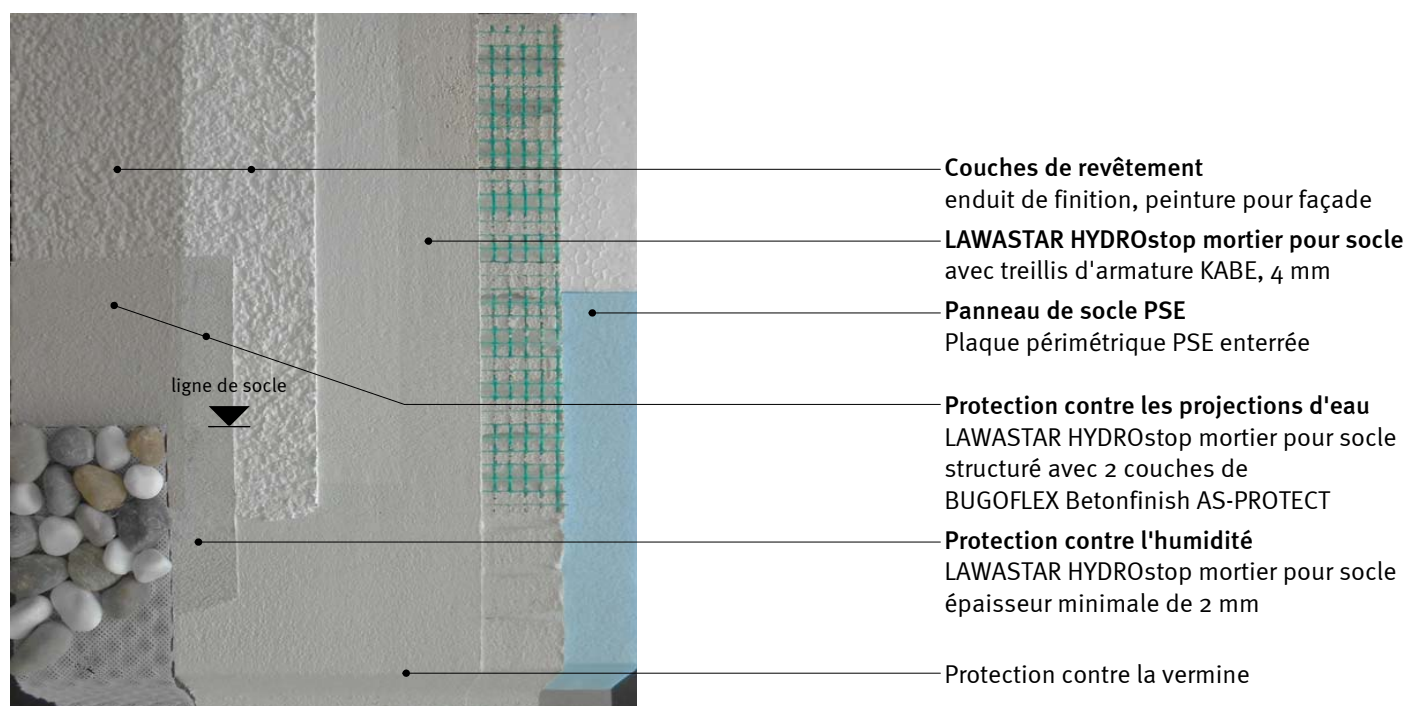 Couches de revêtement
enduit de finition, peinture pour façade
LAWASTAR HYDROstop mortier pour socle
avec treillis d'armature KABE, 4 mm
Panneau de socle PSE
Plaque périmétrique PSE enterrée
ligne de socle
Protection contre les projections d'eau
LAWASTAR HYDROstop mortier pour socle
structuré avec 2 couches de
BUGOFLEX Betonfinish AS-PROTECT
Protection contre l'humidité
LAWASTAR HYDROstop mortier pour socle
épaisseur minimale de 2 mm
Protection contre la vermine